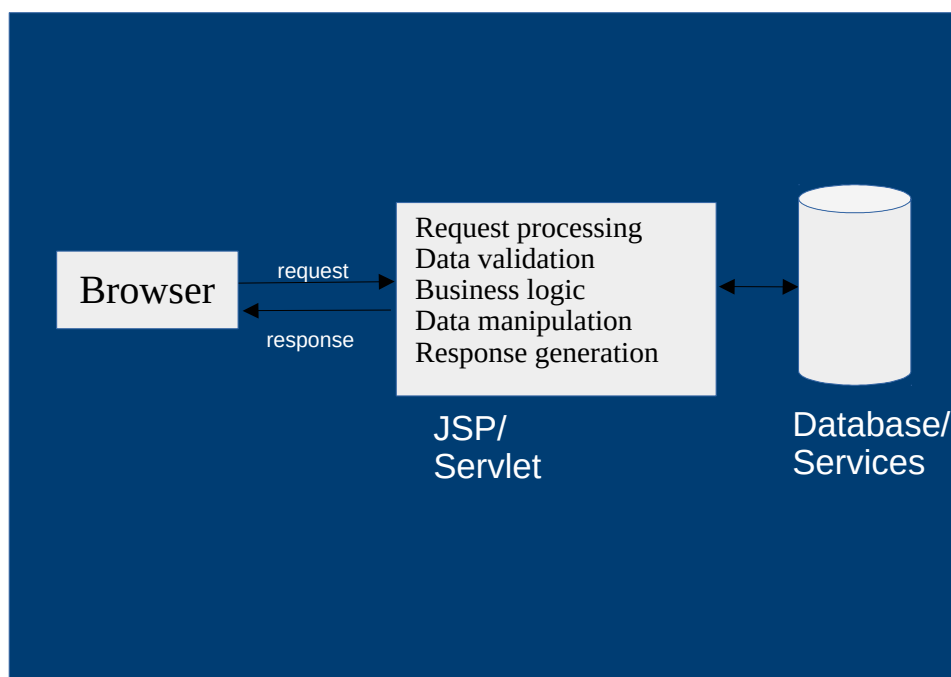 Browser
request
response
Request processing
Data validation
Business logic
Data manipulation
Response generation
JSP/
Servlet
Database/
Services